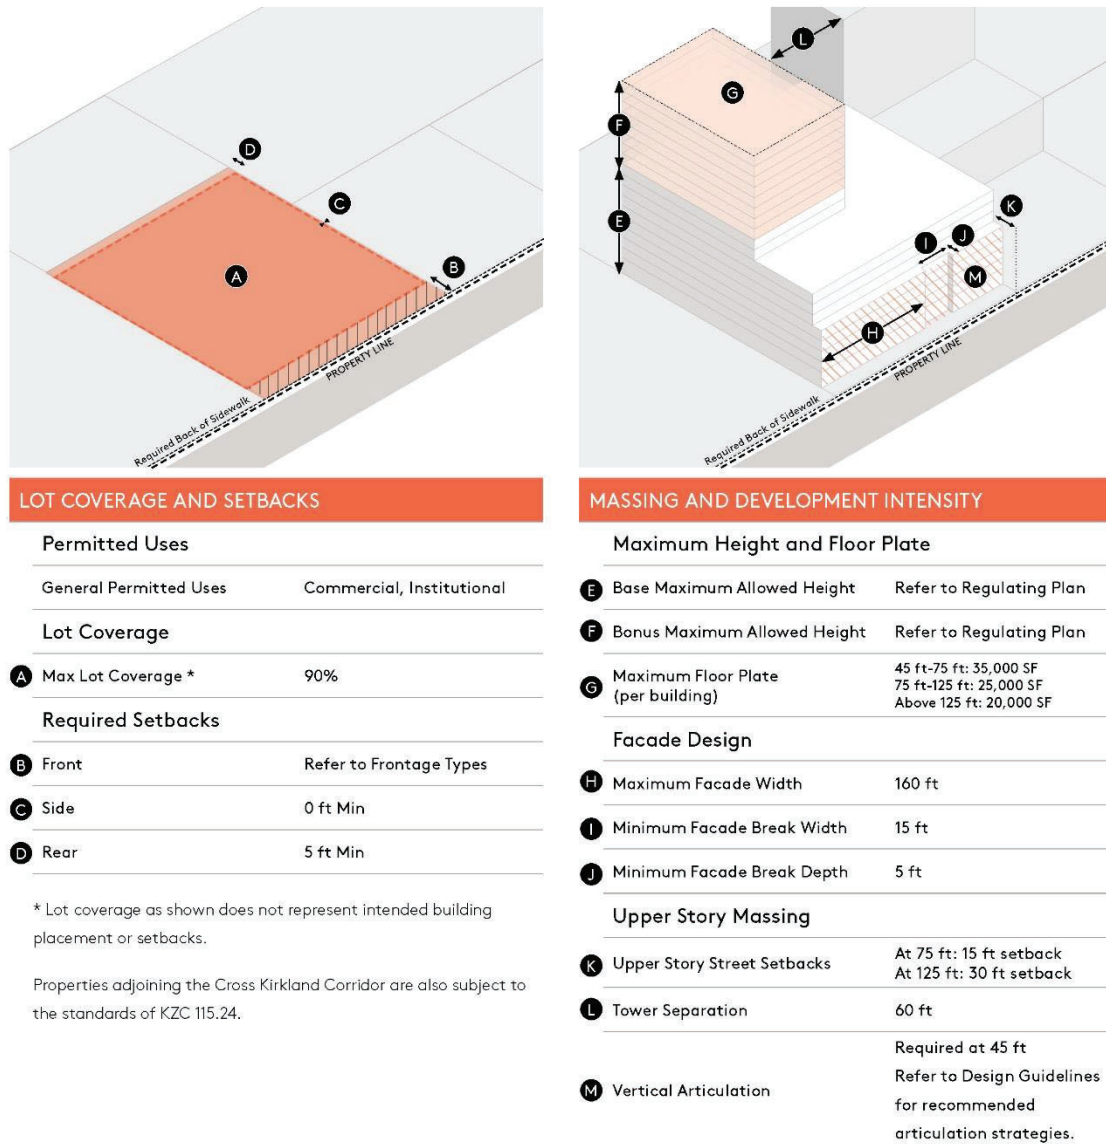 D
C
B
A
PROPERTY LINE
Required Back of Sidewalk
L
G
F
E
K
J
I
M
H
PROPERTY LINE
Required Back of Sidewalk
LOT COVERAGE AND SETBACKS
Permitted Uses
General Permitted Uses Commercial, Institutional
Lot Coverage
A Max Lot Coverage * 90%
Required Setbacks
B Front Refer to Frontage Types
C Side 0 ft Min
D Rear 5 ft Min
* Lot coverage as shown does not represent intended building
placement or setbacks.
Properties adjoining the Cross Kirkland Corridor are also subject to
the standards of KZC 115.24.
MASSING AND DEVELOPMENT INTENSITY
Maximum Height and Floor Plate
E Base Maximum Allowed Height Refer to Regulating Plan
F Bonus Maximum Allowed Height Refer to Regulating Plan
G Maximum Floor Plate
(per building)
45 ft-75 ft: 35,000 SF
75 ft-125 ft: 25,000 SF
Above 125 ft: 20,000 SF
Facade Design
H Maximum Facade Width 160 ft
I Minimum Facade Break Width 15 ft
J Minimum Facade Break Depth 5 ft
Upper Story Massing
K Upper Story Street Setbacks
At 75 ft: 15 ft setback
At 125 ft: 30 ft setback
L Tower Separation 60 ft
M Vertical Articulation
Required at 45 ft
Refer to Design Guidelines
for recommended
articulation strategies.